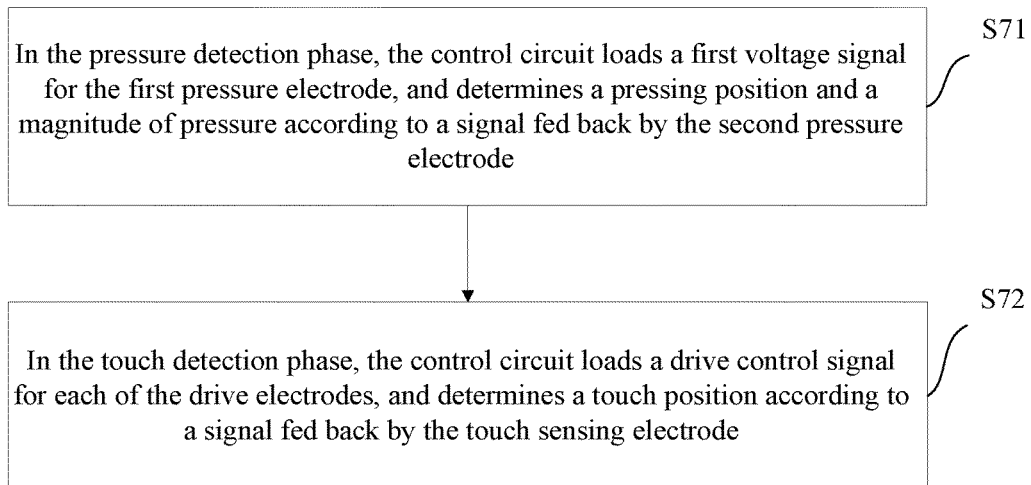 S71
In the pressure detection phase, the control circuit loads a first voltage signal
for the first pressure electrode, and determines a pressing position and a
magnitude of pressure according to a signal fed back by the second pressure
electrode
S72
In the touch detection phase, the control circuit loads a drive control signal
for each of the drive electrodes, and determines a touch position according to
a signal fed back by the touch sensing electrode